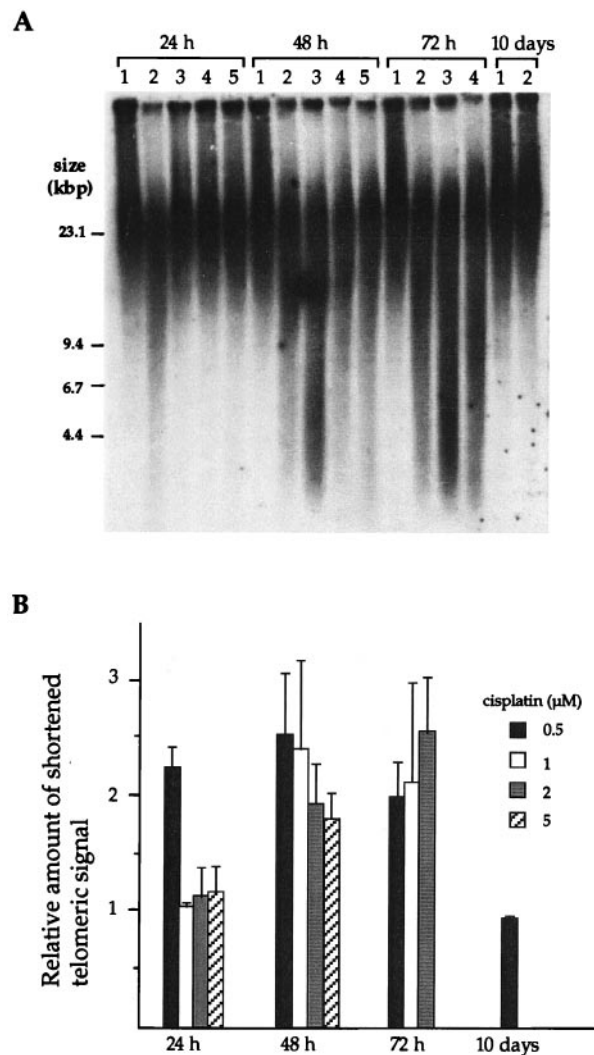 A
24 h 48 h 72 h 10 days
1 2 3 4 5 1 2 3 4 5 1 2 3 4 1 2
size
(kbp)
23.1
9.4
6.7
4.4
B
Relative amount of shortened
telomeric signal
3
2
1
cisplatin (µM)
0.5
1
2
5
24 h 48 h 72 h 10 days